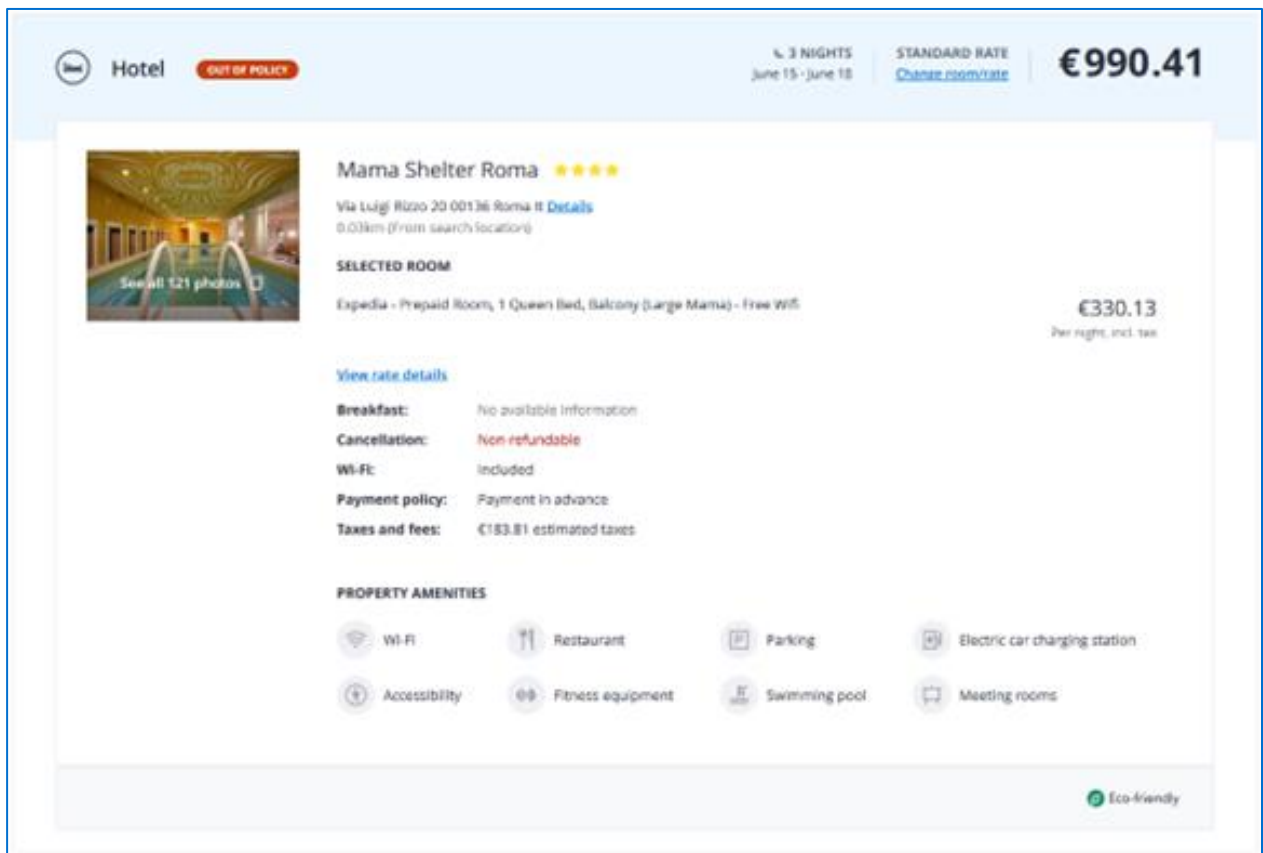 Hotel
OUT OF POLICY
3 NIGHTS
June 15 - June 18
STANDARD RATE
Change room/rate
€990.41
See all 121 photos
Mama Shelter Roma
Via Luigi Rizzo 20 00136 Roma It Details
0.03km (From search location)
SELECTED ROOM
Expedia - Prepaid Room, 1 Queen Bed, Balcony (Large Mama) - Free Wifi
€330.13
Per night, incl. tax
View rate details
Breakfast: No available information
Cancellation: Non-refundable
Wi-Fi: Included
Payment policy: Payment in advance
Taxes and fees: €183.81 estimated taxes
PROPERTY AMENITIES
Wi-Fi Restaurant Parking Electric car charging station
Accessibility Fitness equipment Swimming pool Meeting rooms
Eco-friendly